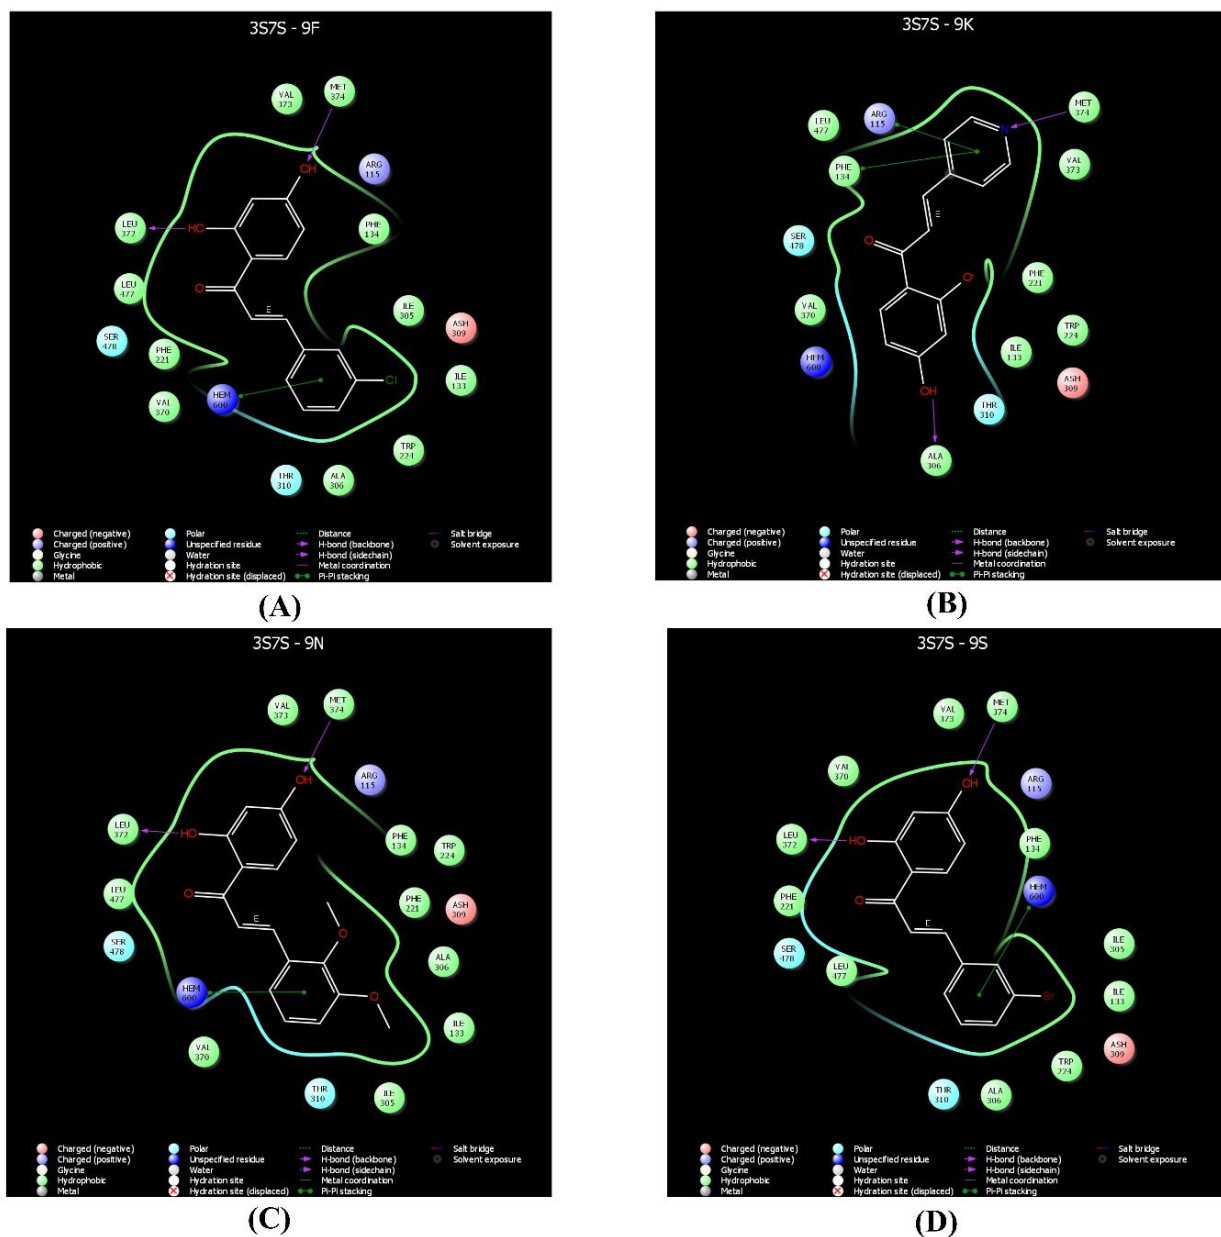 3S7S - 9F
VAL 373
MET 374
OH
ARG 115
LEU 372
HO
PHE 134
LEU 477
O
E
ILE 305
ASH 309
SER 478
PHE 221
ILE 133
Cl
HEM 600
VAL 370
TRP 224
THR 310
ALA 306
Charged (negative)
Charged (positive)
Glycine
Hydrophobic
Metal
Polar
Unspecified residue
Water
Hydration site
Hydration site (displaced)
Distance
H-bond (backbone)
H-bond (sidechain)
Metal coordination
Pi-Pi stacking
Salt bridge
Solvent exposure
(A)
3S7S - 9K
LEU 477
ARG 115
N
MET 374
PHE 134
VAL 373
E
SER 478
O
PHE 221
VAL 370
TRP 224
HEM 600
ILE 133
ASH 309
OH
THR 310
ALA 306
Charged (negative)
Charged (positive)
Glycine
Hydrophobic
Metal
Polar
Unspecified residue
Water
Hydration site
Hydration site (displaced)
Distance
H-bond (backbone)
H-bond (sidechain)
Metal coordination
Pi-Pi stacking
Salt bridge
Solvent exposure
(B)
3S7S - 9N
VAL 373
MET 374
OH
ARG 115
LEU 372
HO
PHE 134
TRP 224
LEU 477
O
E
PHE 221
ASH 309
SER 478
O
ALA 306
HEM 600
O
ILE 133
VAL 370
THR 310
ILE 305
Charged (negative)
Charged (positive)
Glycine
Hydrophobic
Metal
Polar
Unspecified residue
Water
Hydration site
Hydration site (displaced)
Distance
H-bond (backbone)
H-bond (sidechain)
Metal coordination
Pi-Pi stacking
Salt bridge
Solvent exposure
(C)
3S7S - 9S
VAL 373
MET 374
VAL 370
OH
ARG 115
LEU 372
HO
PHE 134
PHE 221
O
HEM 600
E
SER 478
LEU 477
ILE 305
Br
ILE 133
ASH 309
TRP 224
THR 310
ALA 306
Charged (negative)
Charged (positive)
Glycine
Hydrophobic
Metal
Polar
Unspecified residue
Water
Hydration site
Hydration site (displaced)
Distance
H-bond (backbone)
H-bond (sidechain)
Metal coordination
Pi-Pi stacking
Salt bridge
Solvent exposure
(D)